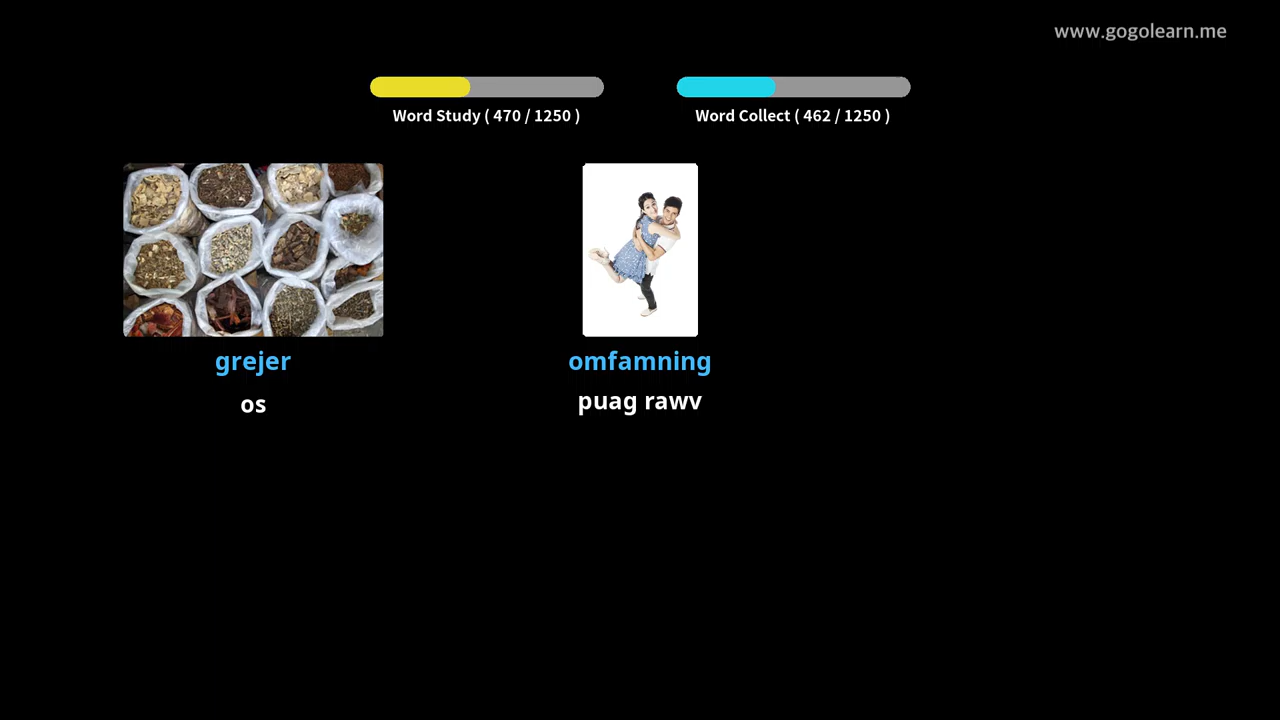 www.gogolearn.me
Word Study ( 470 / 1250 )
Word Collect ( 462 / 1250 )
grejer
omfamning
os
puag rawv